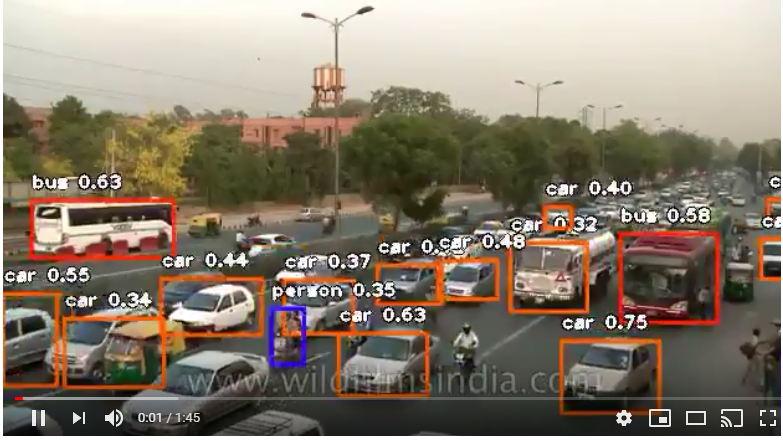 bus 0.63
car 0.40
car 0.32
bus 0.58
car 0.44
car 0.37
car
car 0.48
car 0.55
car 0.34
person 0.35
car 0.63
car 0.75
www.wildfilmsindia.com
0:01 / 1:45